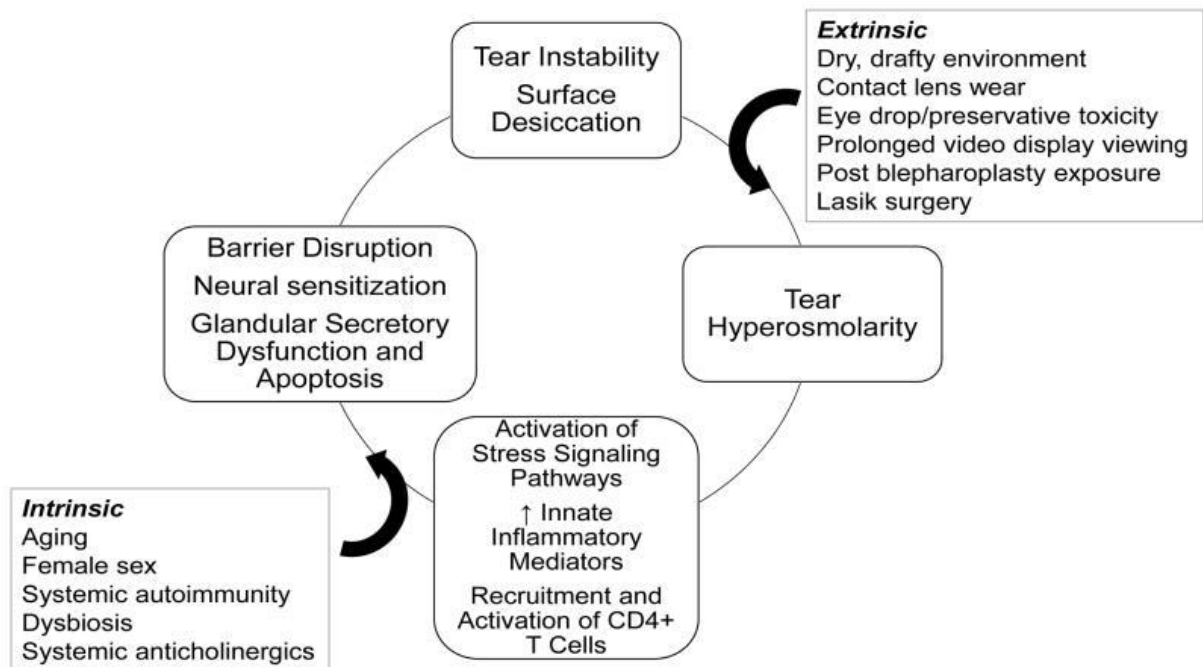 Tear Instability
Surface
Desiccation
Extrinsic
Dry, drafty environment
Contact lens wear
Eye drop/preservative toxicity
Prolonged video display viewing
Post blepharoplasty exposure
Lasik surgery
Tear
Hyperosmolarity
Activation of
Stress Signaling
Pathways
↑ Innate
Inflammatory
Mediators
Recruitment and
Activation of CD4+
T Cells
Intrinsic
Aging
Female sex
Systemic autoimmunity
Dysbiosis
Systemic anticholinergics
Barrier Disruption
Neural sensitization
Glandular Secretory
Dysfunction and
Apoptosis